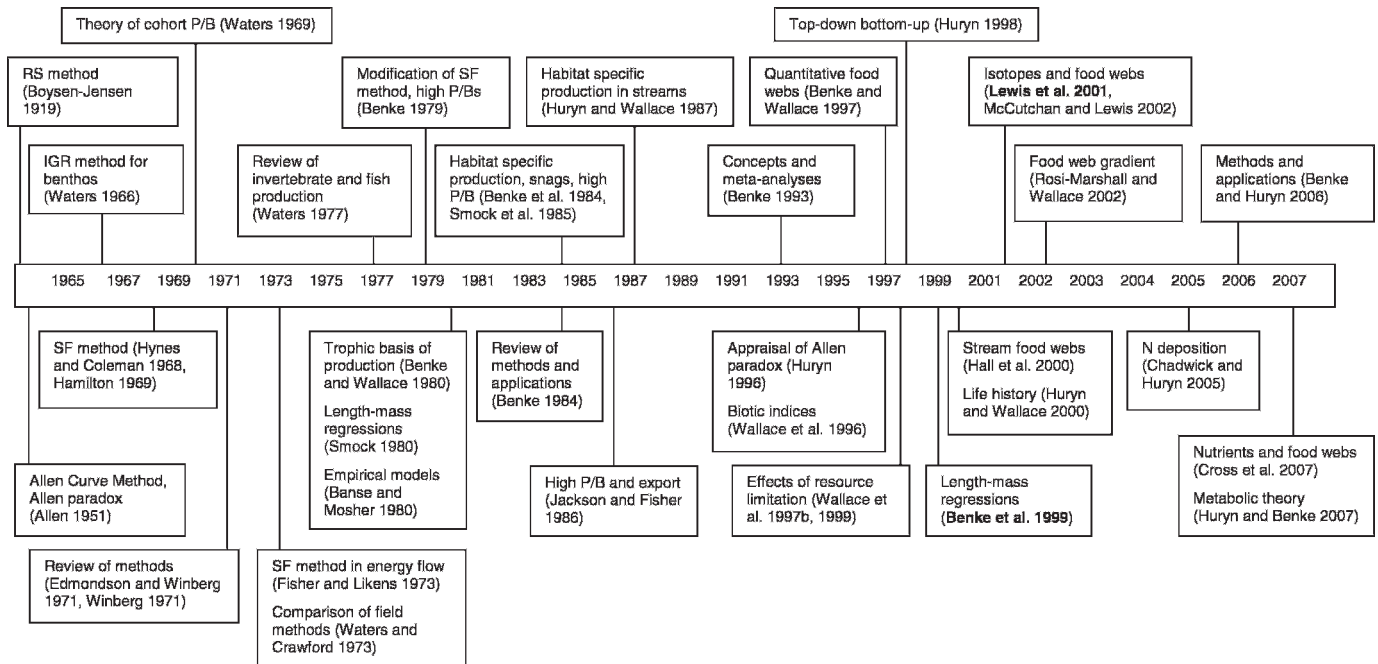 Theory of cohort P/B (Waters 1969)
Top-down bottom-up (Huryn 1998)
RS method
(Boysen-Jensen
1919)
Modification of SF
method, high P/Bs
(Benke 1979)
Habitat specific
production in streams
(Huryn and Wallace 1987)
Quantitative food
webs (Benke and
Wallace 1997)
Isotopes and food webs
(Lewis et al. 2001,
McCutchan and Lewis 2002)
IGR method for
benthos
(Waters 1966)
Review of
invertebrate and fish
production
(Waters 1977)
Habitat specific
production, snags, high
P/B (Benke et al. 1984,
Smock et al. 1985)
Concepts and
meta-analyses
(Benke 1993)
Food web gradient
(Rosi-Marshall and
Wallace 2002)
Methods and
applications (Benke
and Huryn 2006)
1965 1967 1969 1971 1973 1975 1977 1979 1981 1983 1985 1987 1989 1991 1993 1995 1997 1999 2001 2002 2003 2004 2005 2006 2007
SF method (Hynes
and Coleman 1968,
Hamilton 1969)
Trophic basis of
production (Benke
and Wallace 1980)
Length-mass
regressions
(Smock 1980)
Empirical models
(Banse and
Mosher 1980)
Review of
methods and
applications
(Benke 1984)
Appraisal of Allen
paradox (Huryn
1996)
Biotic indices
(Wallace et al. 1996)
Stream food webs
(Hall et al. 2000)
Life history (Huryn
and Wallace 2000)
N deposition
(Chadwick and
Huryn 2005)
Allen Curve Method,
Allen paradox
(Allen 1951)
High P/B and export
(Jackson and Fisher
1986)
Effects of resource
limitation (Wallace et
al. 1997b, 1999)
Length-mass
regressions
(Benke et al. 1999)
Nutrients and food webs
(Cross et al. 2007)
Metabolic theory
(Huryn and Benke 2007)
Review of methods
(Edmondson and Winberg
1971, Winberg 1971)
SF method in energy flow
(Fisher and Likens 1973)
Comparison of field
methods (Waters and
Crawford 1973)